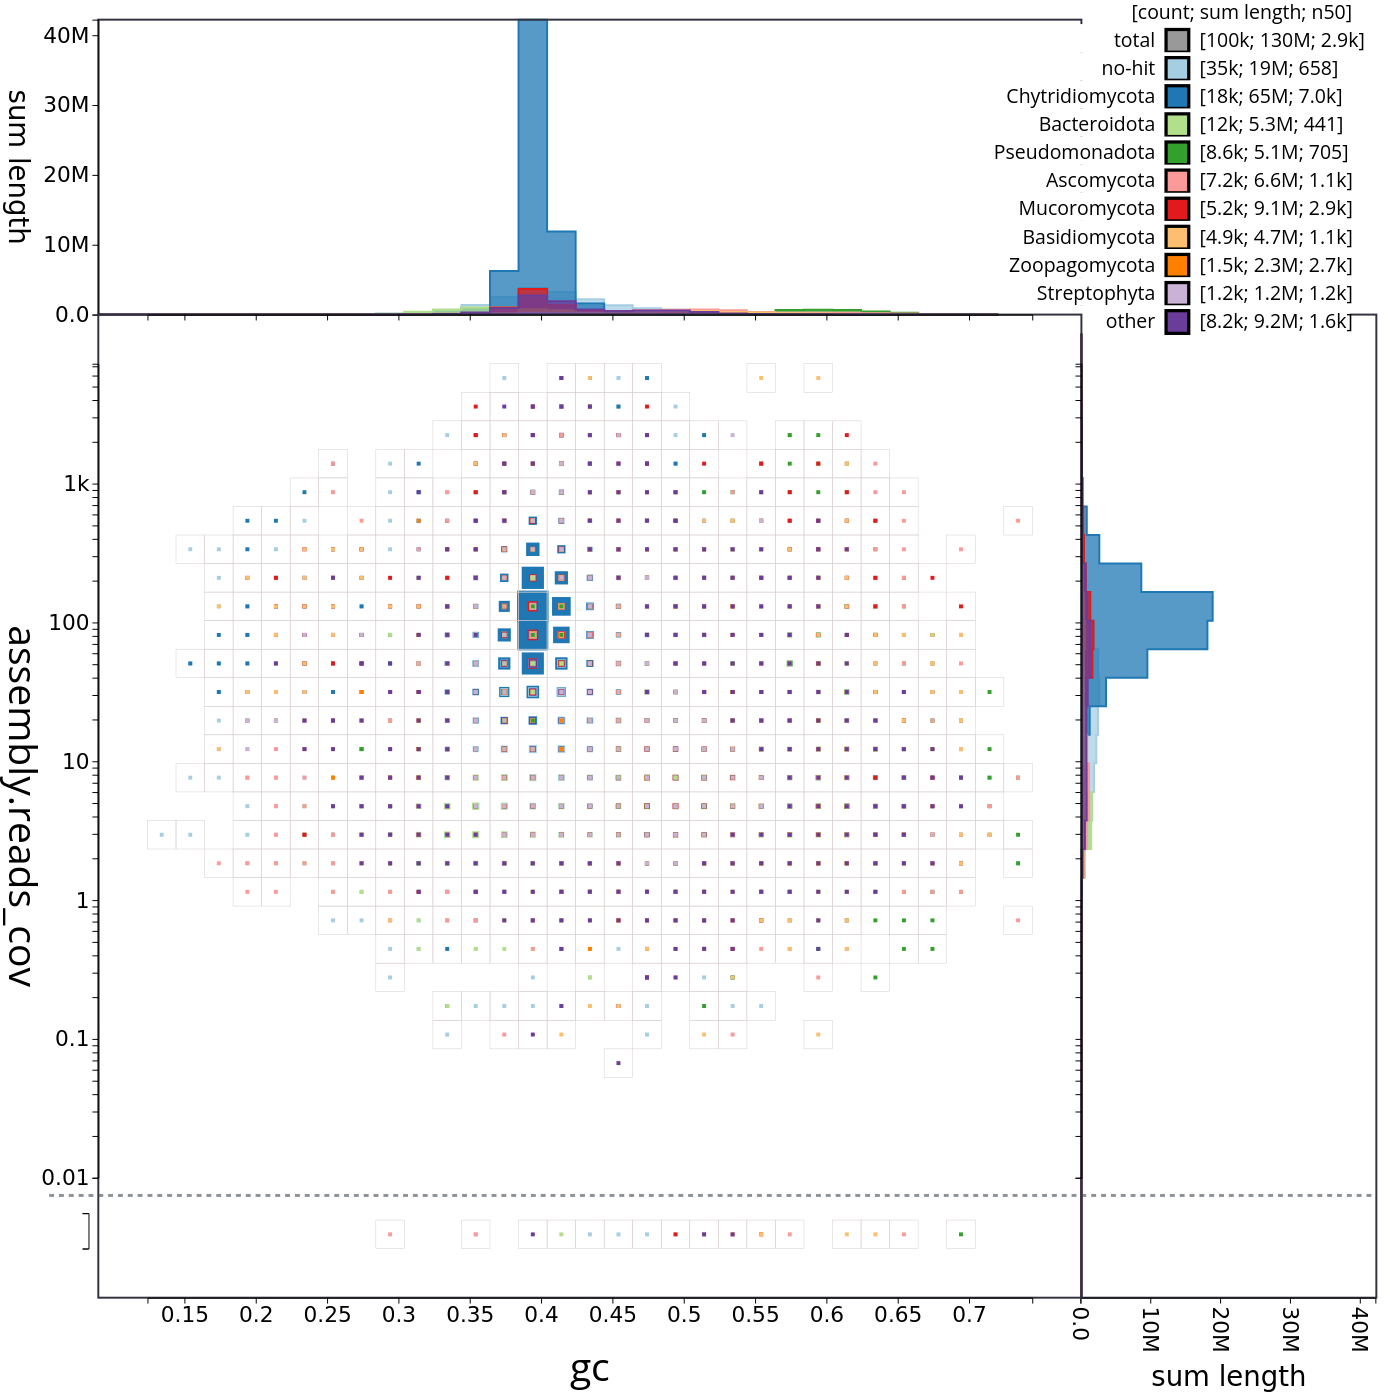 [count; sum length; n50]
total [100k; 130M; 2.9k]
no-hit [35k; 19M; 658]
Chytridiomycota [18k; 65M; 7.0k]
Bacteroidota [12k; 5.3M; 441]
Pseudomonadota [8.6k; 5.1M; 705]
Ascomycota [7.2k; 6.6M; 1.1k]
Mucoromycota [5.2k; 9.1M; 2.9k]
Basidiomycota [4.9k; 4.7M; 1.1k]
Zoopagomycota [1.5k; 2.3M; 2.7k]
Streptophyta [1.2k; 1.2M; 1.2k]
other [8.2k; 9.2M; 1.6k]
sum length
40M
30M
20M
10M
0.0
assembly.reads_cov
1k
100
10
1
0.1
0.01
0.15 0.2 0.25 0.3 0.35 0.4 0.45 0.5 0.55 0.6 0.65 0.7
gc
0.0 10M 20M 30M 40M
sum length